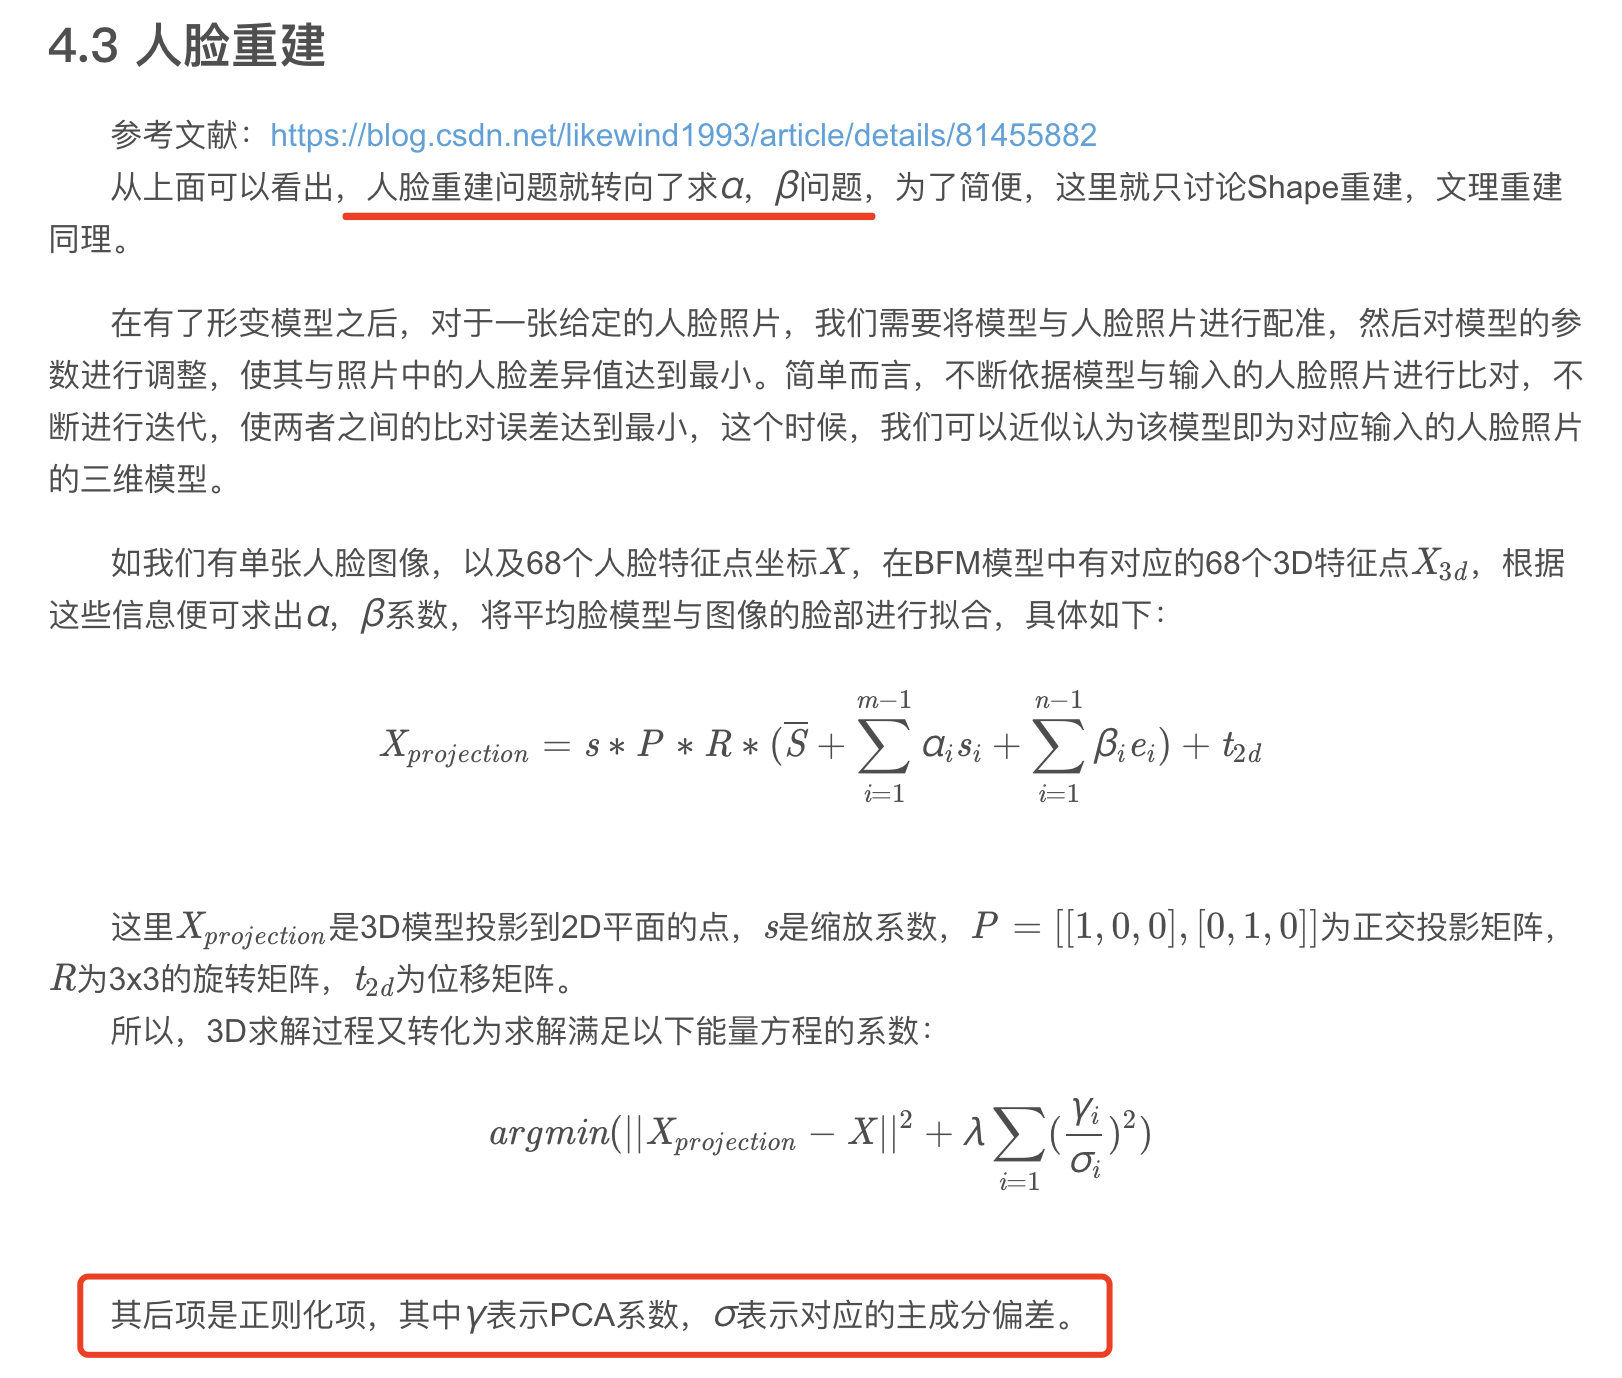 4.3 人脸重建
参考文献：https://blog.csdn.net/likewind1993/article/details/81455882
从上面可以看出，人脸重建问题就转向了求α，β问题，为了简便，这里就只讨论Shape重建，文理重建
同理。
在有了形变模型之后，对于一张给定的人脸照片，我们需要将模型与人脸照片进行配准，然后对模型的参
数进行调整，使其与照片中的人脸差异值达到最小。简单而言，不断依据模型与输入的人脸照片进行比对，不
断进行迭代，使两者之间的比对误差达到最小，这个时候，我们可以近似认为该模型即为对应输入的人脸照片
的三维模型。
如我们有单张人脸图像，以及68个人脸特征点坐标X，在BFM模型中有对应的68个3D特征点X_{3d}，根据
这些信息便可求出α，β系数，将平均脸模型与图像的脸部进行拟合，具体如下：
X_{projection} = s * P * R * (\overline{S} + \sum_{i=1}^{m-1} α_i s_i + \sum_{i=1}^{n-1} β_i e_i) + t_{2d}
这里X_{projection}是3D模型投影到2D平面的点，s是缩放系数，P = [[1, 0, 0], [0, 1, 0]]为正交投影矩阵，
R为3x3的旋转矩阵，t_{2d}为位移矩阵。
所以，3D求解过程又转化为求解满足以下能量方程的系数：
argmin(||X_{projection} − X||^2 + λ \sum_{i=1} (\frac{γ_i}{σ_i})^2)
其后项是正则化项，其中γ表示PCA系数，σ表示对应的主成分偏差。